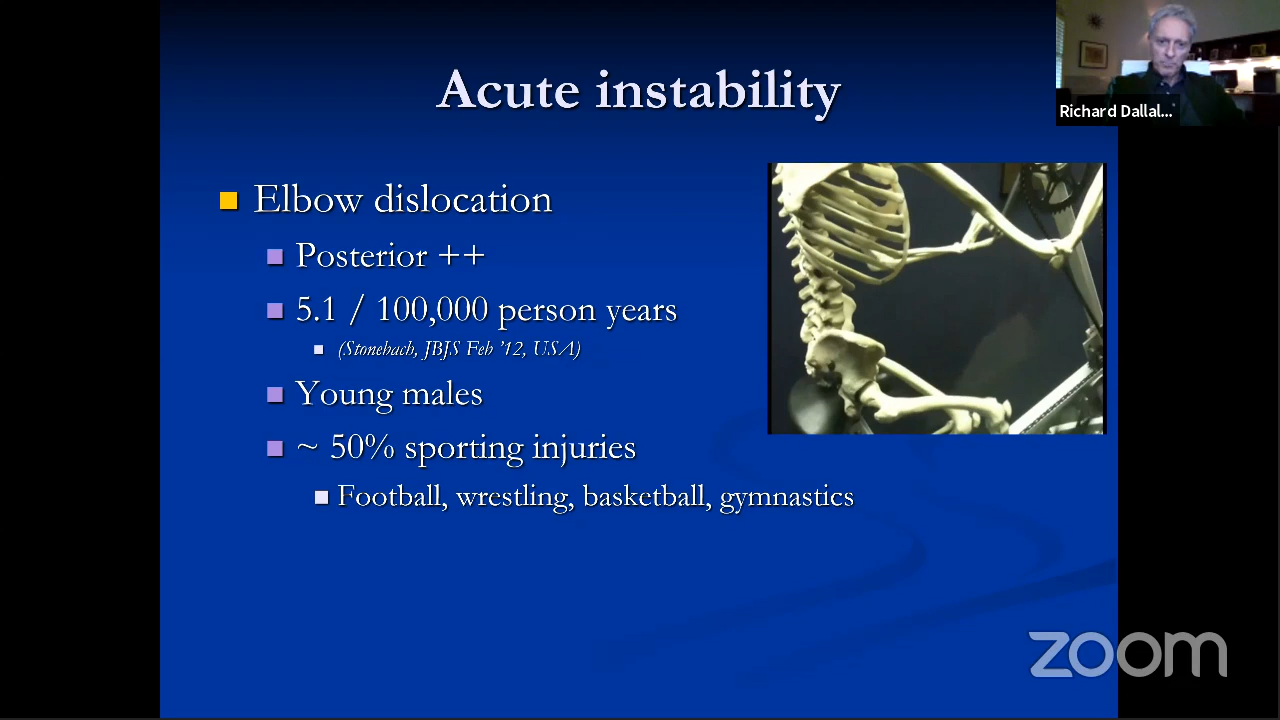 Acute instability
Richard Dallal...
Elbow dislocation
Posterior ++
5.1 / 100,000 person years
(Stonebach, JBJS Feb '12, USA)
Young males
~ 50% sporting injuries
Football, wrestling, basketball, gymnastics
zoom